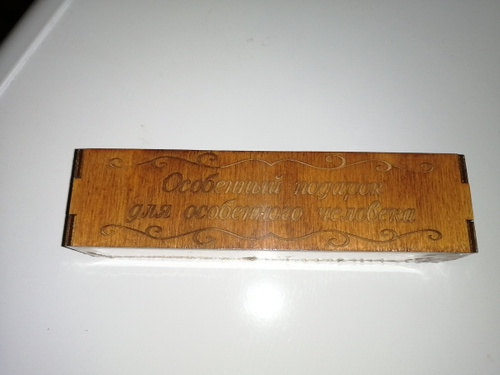 Особенный подарок
для особенного человека